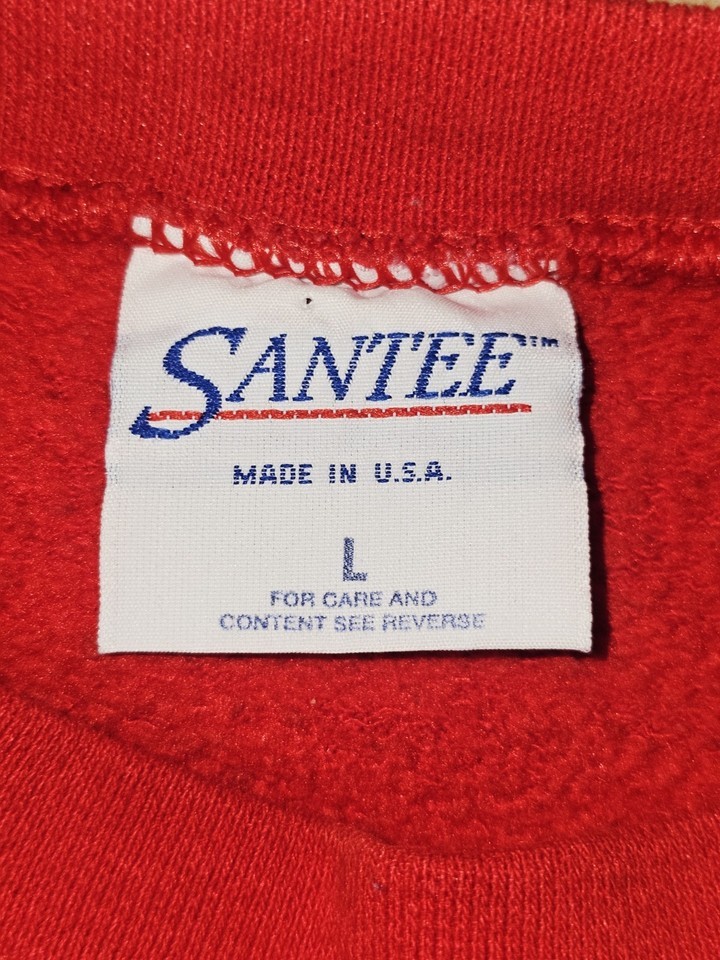 SANTEE™
MADE IN U.S.A.
L
FOR CARE AND
CONTENT SEE REVERSE